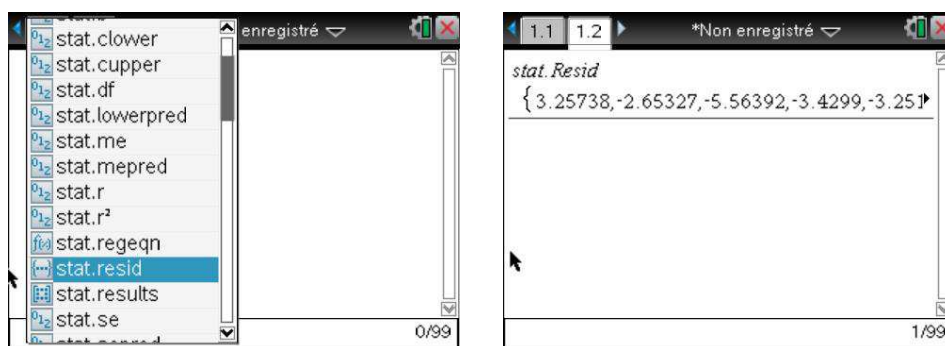 enregistré
stat.clower
stat.cupper
stat.df
stat.lowerpred
stat.me
stat.mepred
stat.r
stat.r²
stat.regeqn
stat.resid
stat.results
stat.se
0/99
1.1 1.2 *Non enregistré
stat.Resid
{3.25738,-2.65327,-5.56392,-3.4299,-3.251
1/99